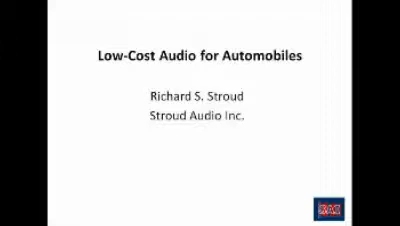 Low-Cost Audio for Automobiles
Richard S. Stroud
Stroud Audio Inc.